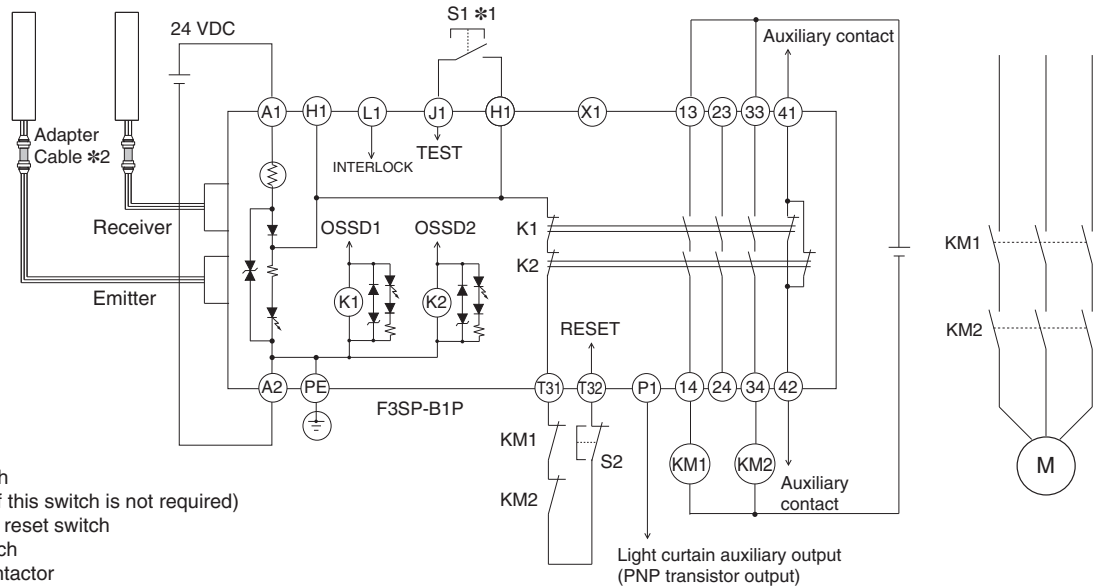 S1 ✻1
24 VDC
Auxiliary contact
A1
H1
L1
J1
H1
X1
13
23
33
41
Adapter
Cable ✻2
TEST
INTERLOCK
Receiver
OSSD1
OSSD2
K1
K2
KM1
Emitter
K1
K2
RESET
KM2
A2
PE
T31
T32
P1
14
24
34
42
F3SP-B1P
KM1
S2
KM1
KM2
M
KM2
Auxiliary
contact
f this switch is not required)
reset switch
Light curtain auxiliary output
(PNP transistor output)